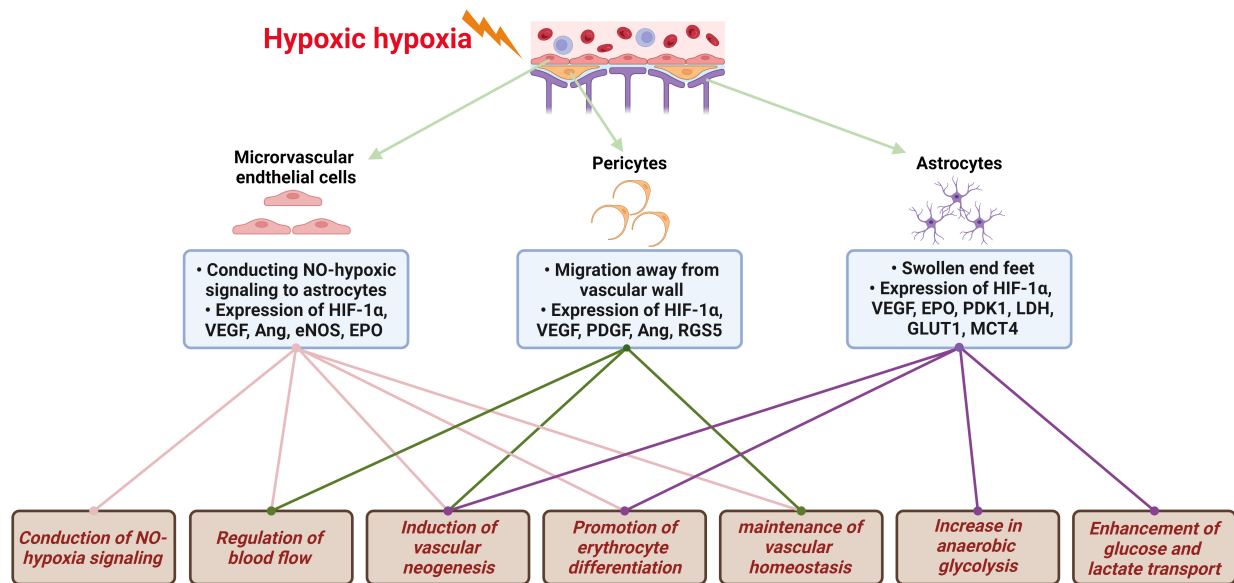 Hypoxic hypoxia
Microrvascular
endthelial cells
Pericytes
Astrocytes
• Conducting NO-hypoxic
signaling to astrocytes
• Expression of HIF-1α,
VEGF, Ang, eNOS, EPO
• Migration away from
vascular wall
• Expression of HIF-1α,
VEGF, PDGF, Ang, RGS5
• Swollen end feet
• Expression of HIF-1α,
VEGF, EPO, PDK1, LDH,
GLUT1, MCT4
Conduction of NO-
hypoxia signaling
Regulation of
blood flow
Induction of
vascular
neogenesis
Promotion of
erythrocyte
differentiation
maintenance of
vascular
homeostasis
Increase in
anaerobic
glycolysis
Enhancement of
glucose and
lactate transport